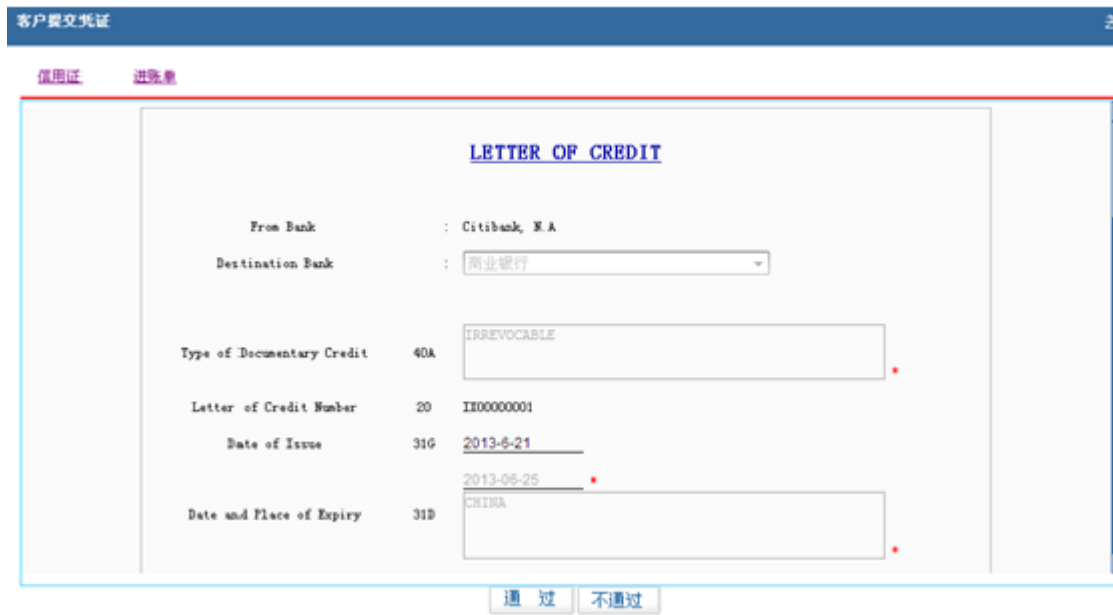 客户提交凭证
信用证 进账单
LETTER OF CREDIT
From Bank : Citibank, N.A
Destination Bank : 商业银行
IRREVOCABLE
Type of Documentary Credit 40A *
Letter of Credit Number 20 IX00000001
Date of Issue 31G 2013-6-21
2013-06-25 *
CHINA
Date and Place of Expiry 31D
*
通 过 不通过